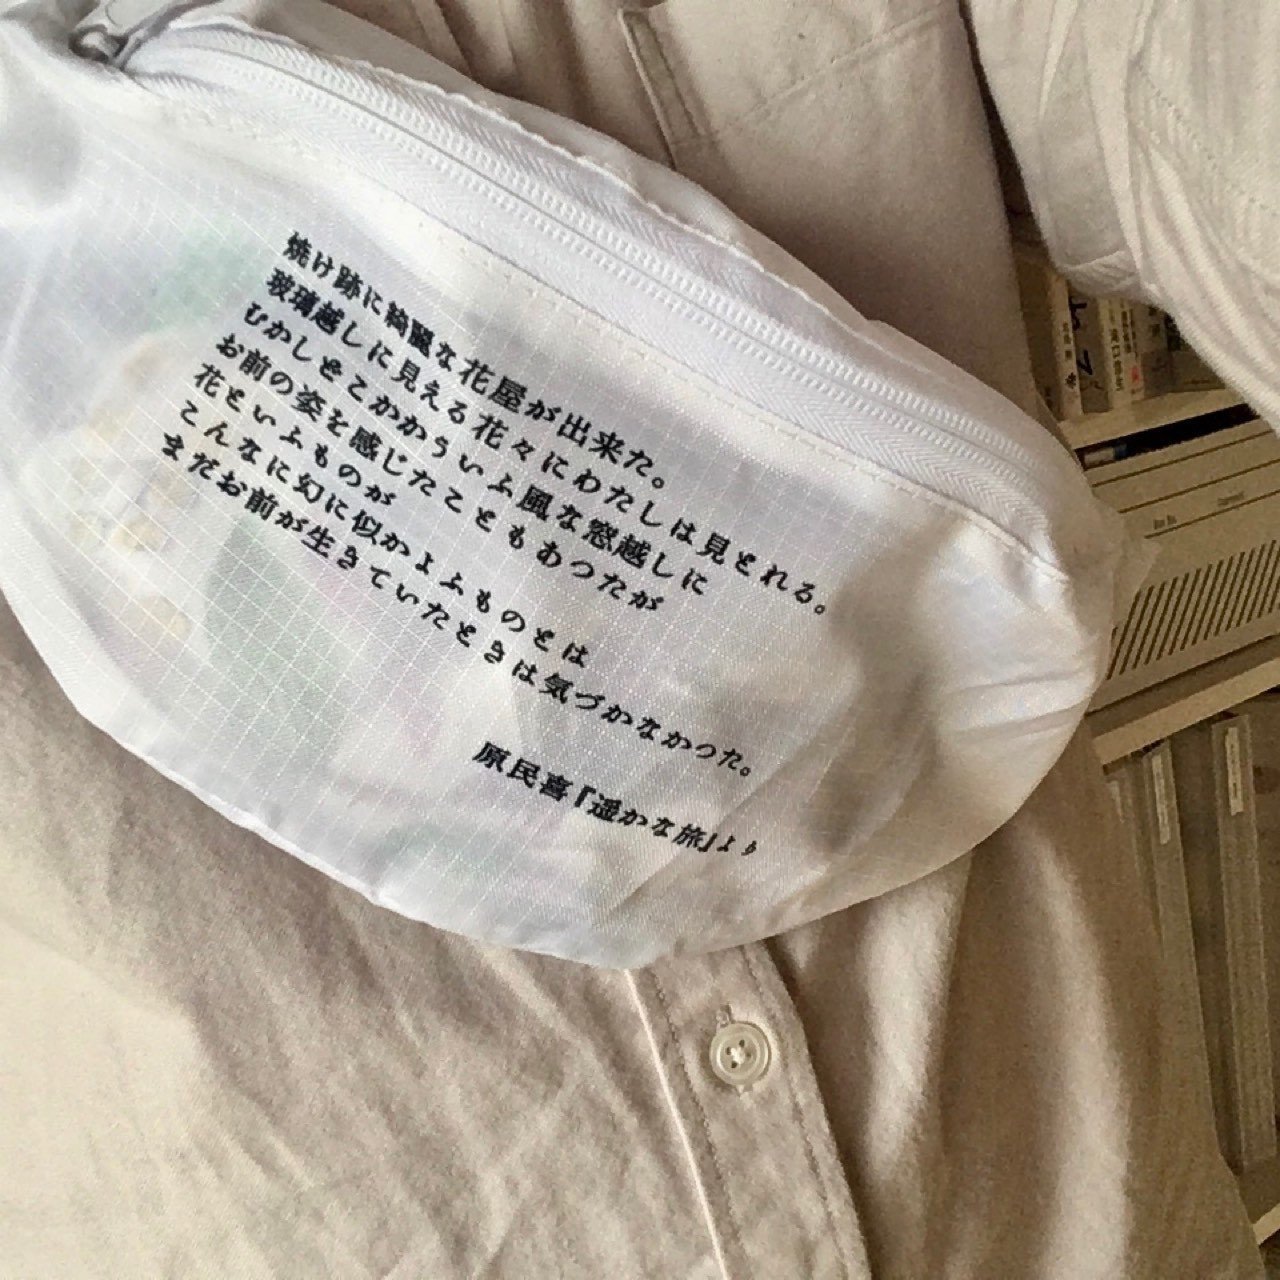 焼け跡に綺麗な花屋が出来た。
玻璃越しに見える花々にわたしは見とれる。
むかしどこかかういふ風な窓越しに
お前の姿を感じたこともあつたが
花といふものが
こんなに幻に似かよふものとは
まだお前が生きていたときは気づかなかつた。
原民喜「遥かな旅」より